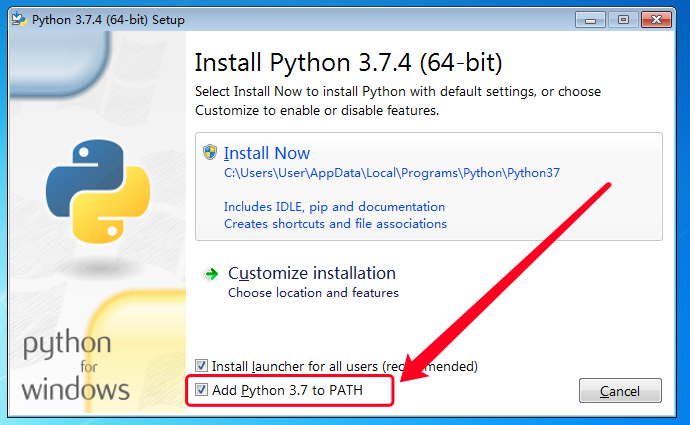 Python 3.7.4 (64-bit) Setup
Install Python 3.7.4 (64-bit)
Select Install Now to install Python with default settings, or choose
Customize to enable or disable features.
Install Now
C:\Users\User\AppData\Local\Programs\Python\Python37
Includes IDLE, pip and documentation
Creates shortcuts and file associations
Customize installation
Choose location and features
python
for
windows
Install launcher for all users (recommended)
Add Python 3.7 to PATH
Cancel